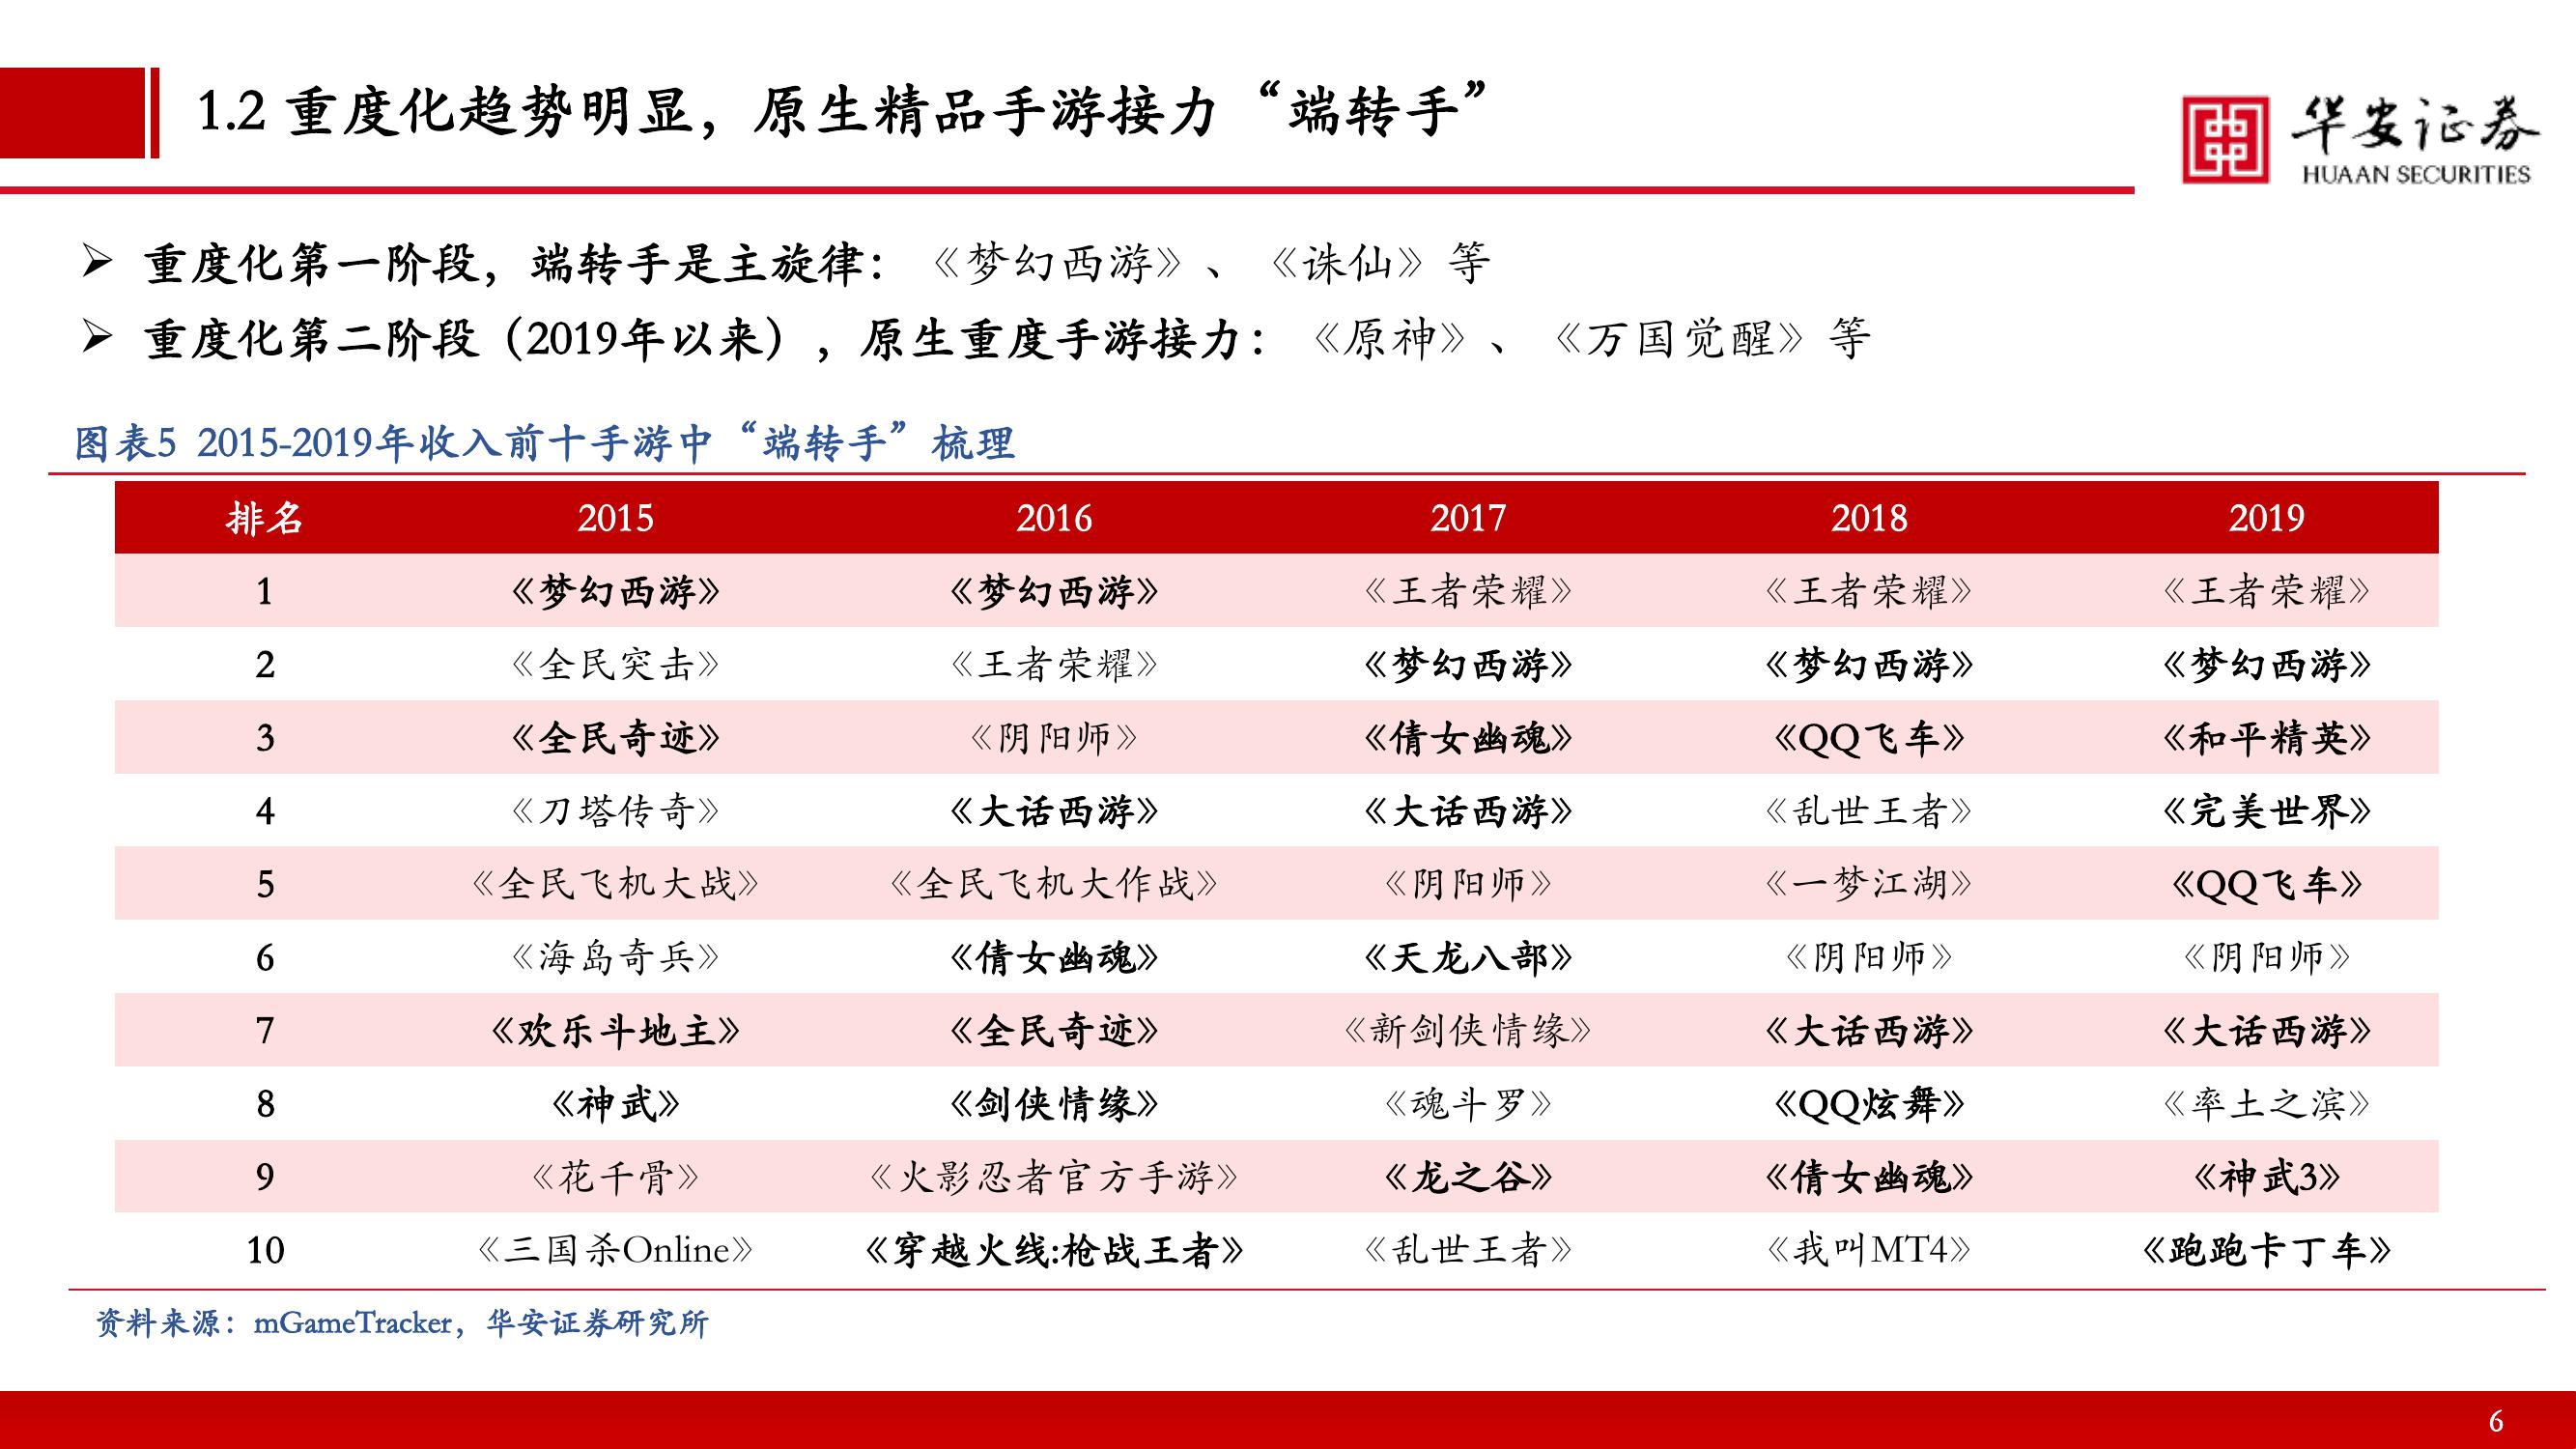 1.2 重度化趋势明显，原生精品手游接力“端转手”
华安证券
HUAAN SECURITIES
重度化第一阶段，端转手是主旋律：《梦幻西游》、《诛仙》等
重度化第二阶段（2019年以来），原生重度手游接力：《原神》、《万国觉醒》等
图表5 2015-2019年收入前十手游中“端转手”梳理
排名 2015 2016 2017 2018 2019
1 《梦幻西游》 《梦幻西游》 《王者荣耀》 《王者荣耀》 《王者荣耀》
2 《全民突击》 《王者荣耀》 《梦幻西游》 《梦幻西游》 《梦幻西游》
3 《全民奇迹》 《阴阳师》 《倩女幽魂》 《QQ飞车》 《和平精英》
4 《刀塔传奇》 《大话西游》 《大话西游》 《乱世王者》 《完美世界》
5 《全民飞机大战》 《全民飞机大作战》 《阴阳师》 《一梦江湖》 《QQ飞车》
6 《海岛奇兵》 《倩女幽魂》 《天龙八部》 《阴阳师》 《阴阳师》
7 《欢乐斗地主》 《全民奇迹》 《新剑侠情缘》 《大话西游》 《大话西游》
8 《神武》 《剑侠情缘》 《魂斗罗》 《QQ炫舞》 《率土之滨》
9 《花千骨》 《火影忍者官方手游》 《龙之谷》 《倩女幽魂》 《神武3》
10 《三国杀Online》 《穿越火线:枪战王者》 《乱世王者》 《我叫MT4》 《跑跑卡丁车》
资料来源：mGameTracker，华安证券研究所
6